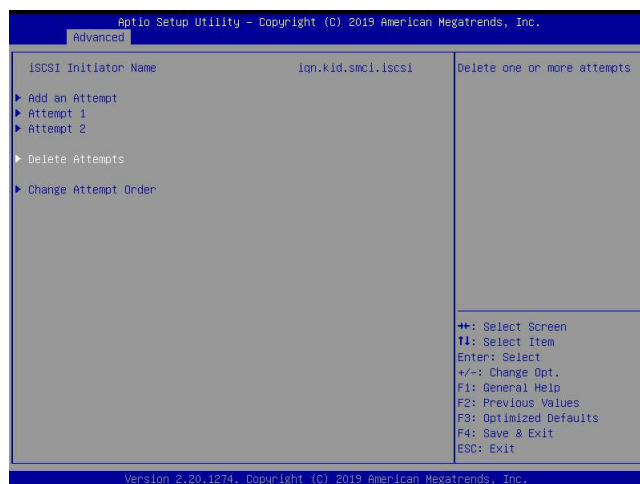 Aptio Setup Utility – Copyright (C) 2019 American Megatrends, Inc.
Advanced
iSCSI Initiator Name iqn.kid.smci.iscsi
Add an Attempt
Attempt 1
Attempt 2
Delete Attempts
Change Attempt Order
Delete one or more attempts
→←: Select Screen
↑↓: Select Item
Enter: Select
+/-: Change Opt.
F1: General Help
F2: Previous Values
F3: Optimized Defaults
F4: Save & Exit
ESC: Exit
Version 2.20.1274. Copyright (C) 2019 American Megatrends, Inc.